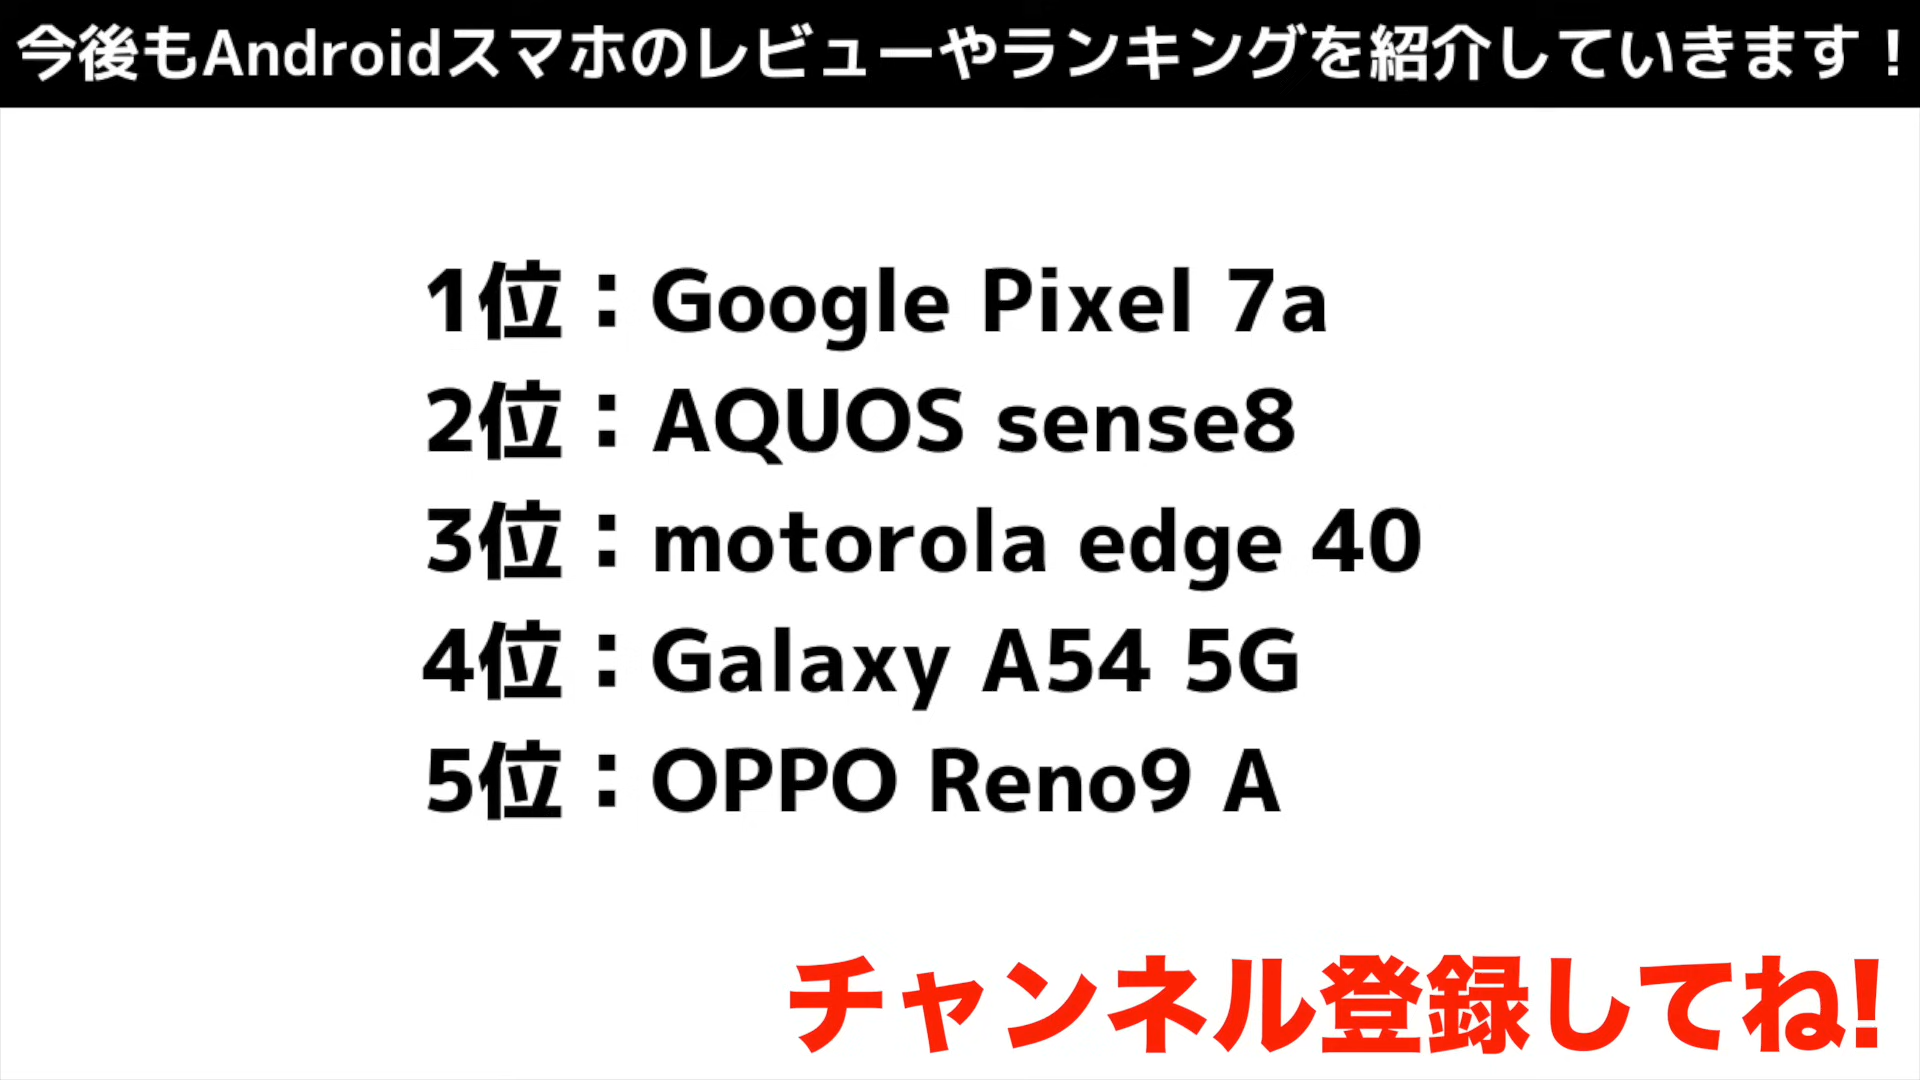 今後もAndroidスマホのレビューやランキングを紹介していきます！
1位：Google Pixel 7a
2位：AQUOS sense8
3位：motorola edge 40
4位：Galaxy A54 5G
5位：OPPO Reno9 A
チャンネル登録してね!